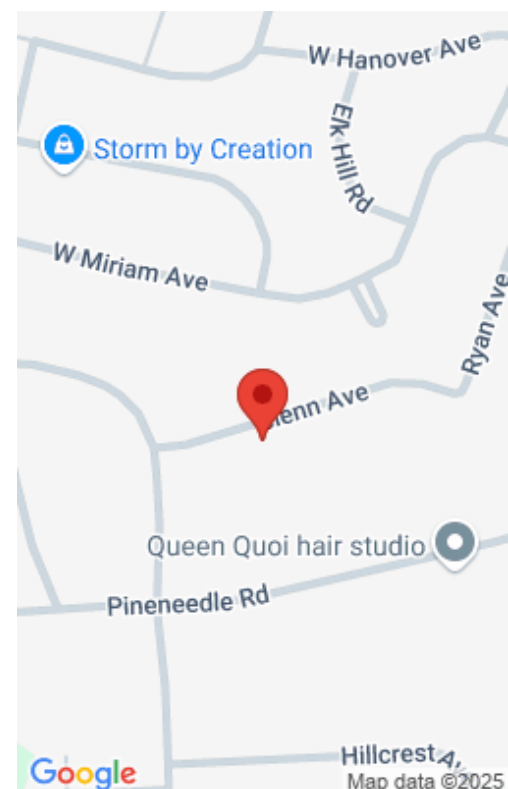 W Hanover Ave
Elk Hill Rd
Storm by Creation
W Miriam Ave
Ryan Ave
lenn Ave
Queen Quoi hair studio
Pineneedle Rd
Hillcrest A
Google
Map data ©2025